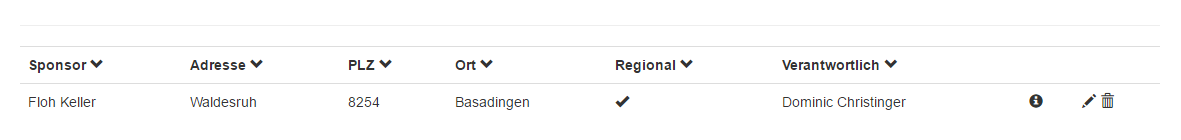 Sponsor Adresse PLZ Ort Regional Verantwortlich
Floh Keller Waldesruh 8254 Basadingen Dominic Christinger